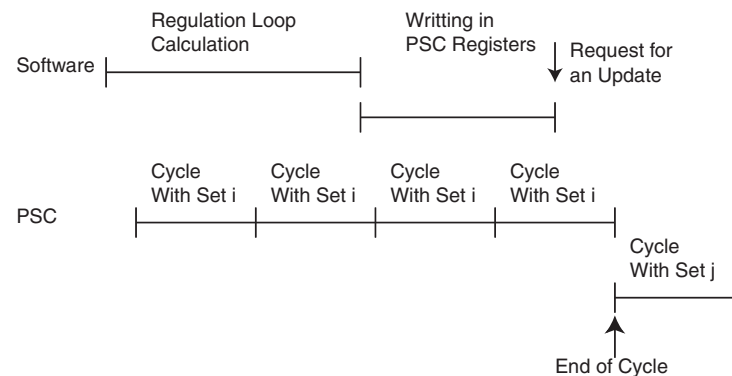 Regulation Loop
Calculation
Writting in
PSC Registers
Request for
an Update
Software
Cycle
With Set i
Cycle
With Set i
Cycle
With Set i
Cycle
With Set i
PSC
Cycle
With Set j
End of Cycle